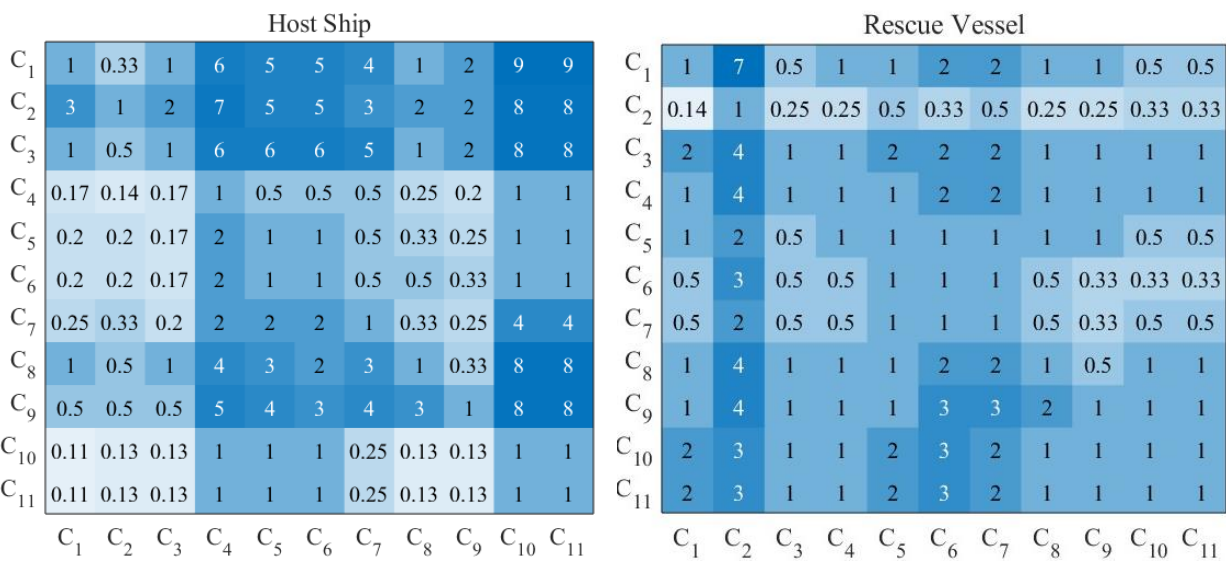 Host Ship
C1 1 0.33 1 6 5 5 4 1 2 9 9
C2 3 1 2 7 5 5 3 2 2 8 8
C3 1 0.5 1 6 6 6 5 1 2 8 8
C4 0.17 0.14 0.17 1 0.5 0.5 0.5 0.25 0.2 1 1
C5 0.2 0.2 0.17 2 1 1 0.5 0.33 0.25 1 1
C6 0.2 0.2 0.17 2 1 1 0.5 0.5 0.33 1 1
C7 0.25 0.33 0.2 2 2 2 1 0.33 0.25 4 4
C8 1 0.5 1 4 3 2 3 1 0.33 8 8
C9 0.5 0.5 0.5 5 4 3 4 3 1 8 8
C10 0.11 0.13 0.13 1 1 1 0.25 0.13 0.13 1 1
C11 0.11 0.13 0.13 1 1 1 0.25 0.13 0.13 1 1
C1 C2 C3 C4 C5 C6 C7 C8 C9 C10 C11
Rescue Vessel
C1 1 7 0.5 1 1 2 2 1 1 0.5 0.5
C2 0.14 1 0.25 0.25 0.5 0.33 0.5 0.25 0.25 0.33 0.33
C3 2 4 1 1 2 2 2 1 1 1 1
C4 1 4 1 1 1 2 2 1 1 1 1
C5 1 2 0.5 1 1 1 1 1 1 0.5 0.5
C6 0.5 3 0.5 0.5 1 1 1 0.5 0.33 0.33 0.33
C7 0.5 2 0.5 0.5 1 1 1 0.5 0.33 0.5 0.5
C8 1 4 1 1 1 2 2 1 0.5 1 1
C9 1 4 1 1 1 3 3 2 1 1 1
C10 2 3 1 1 2 3 2 1 1 1 1
C11 2 3 1 1 2 3 2 1 1 1 1
C1 C2 C3 C4 C5 C6 C7 C8 C9 C10 C11